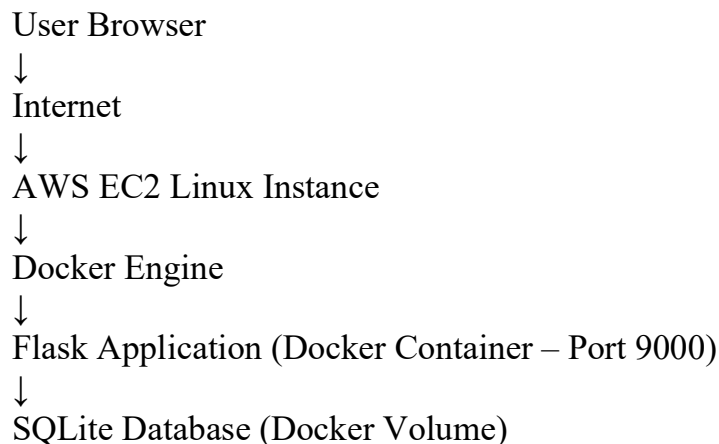 User Browser
↓
Internet
↓
AWS EC2 Linux Instance
↓
Docker Engine
↓
Flask Application (Docker Container – Port 9000)
↓
SQLite Database (Docker Volume)